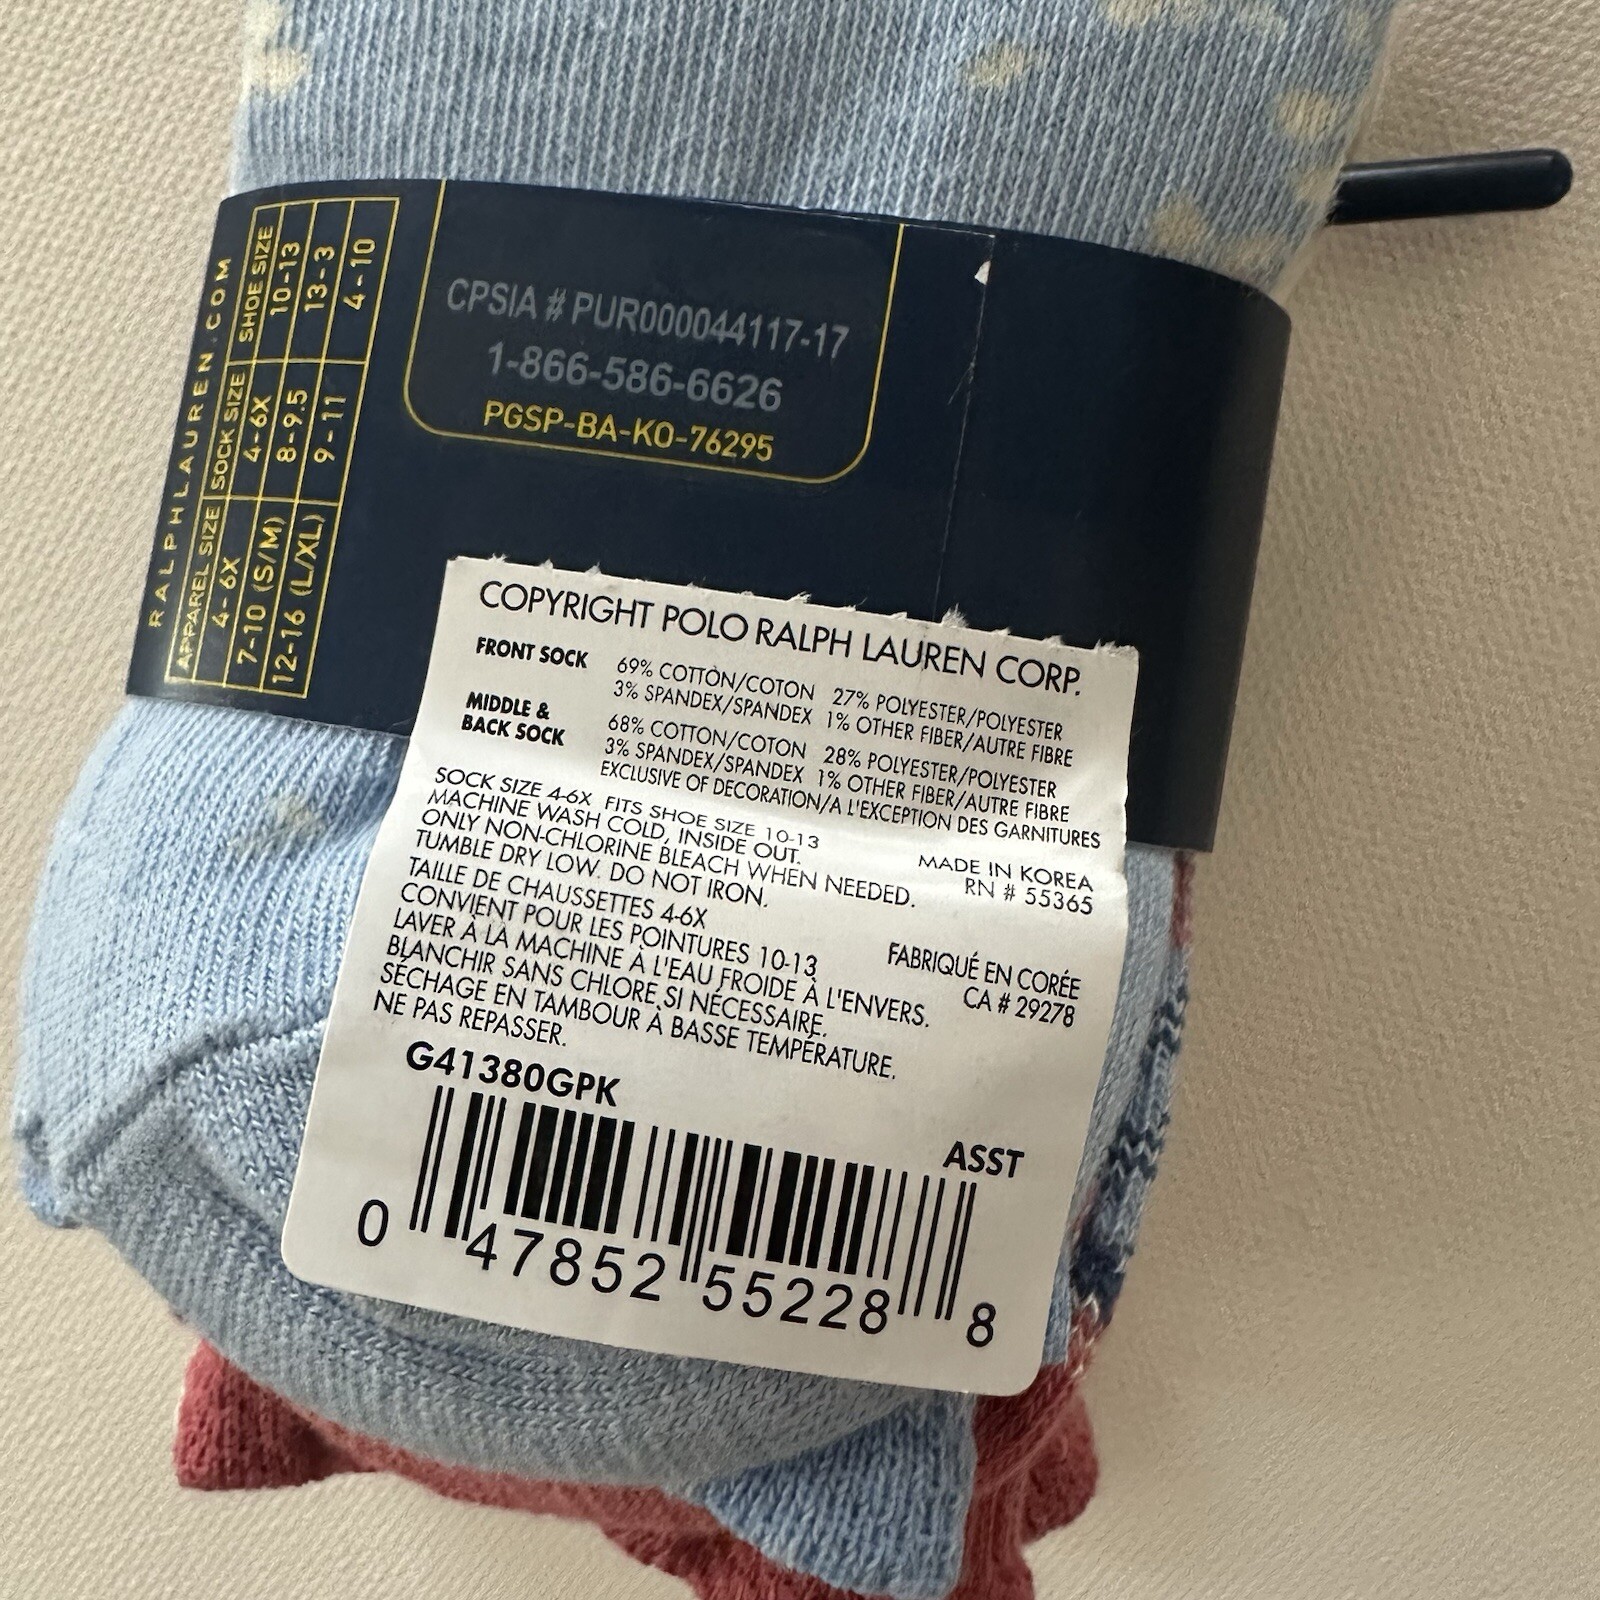 RALPHLAUREN.COM
APPAREL SIZE SOCK SIZE SHOE SIZE
4- 6X 4- 6X 10-13
7-10 (S/M) 8-9.5 13-3
12-16 (L/XL) 9-11 4-10
CPSIA # PUR000044117-17
1-866-586-6626
PGSP-BA-KO-76295
COPYRIGHT POLO RALPH LAUREN CORP.
FRONT SOCK 69% COTTON/COTON 27% POLYESTER/POLYESTER
3% SPANDEX/SPANDEX 1% OTHER FIBER/AUTRE FIBRE
MIDDLE & 68% COTTON/COTON 28% POLYESTER/POLYESTER
BACK SOCK 3% SPANDEX/SPANDEX 1% OTHER FIBER/AUTRE FIBRE
EXCLUSIVE OF DECORATION/A L'EXCEPTION DES GARNITURES
SOCK SIZE 4-6X FITS SHOE SIZE 10-13
MACHINE WASH COLD, INSIDE OUT.
ONLY NON-CHLORINE BLEACH WHEN NEEDED.
TUMBLE DRY LOW. DO NOT IRON.
MADE IN KOREA
RN # 55365
TAILLE DE CHAUSSETTES 4-6X
CONVIENT POUR LES POINTURES 10-13
LAVER À LA MACHINE À L'EAU FROIDE À L'ENVERS.
BLANCHIR SANS CHLORE SI NÉCESSAIRE.
SÉCHAGE EN TAMBOUR À BASSE TEMPÉRATURE.
NE PAS REPASSER.
FABRIQUÉ EN CORÉE
CA # 29278
G41380GPK
ASST
0 47852 55228 8